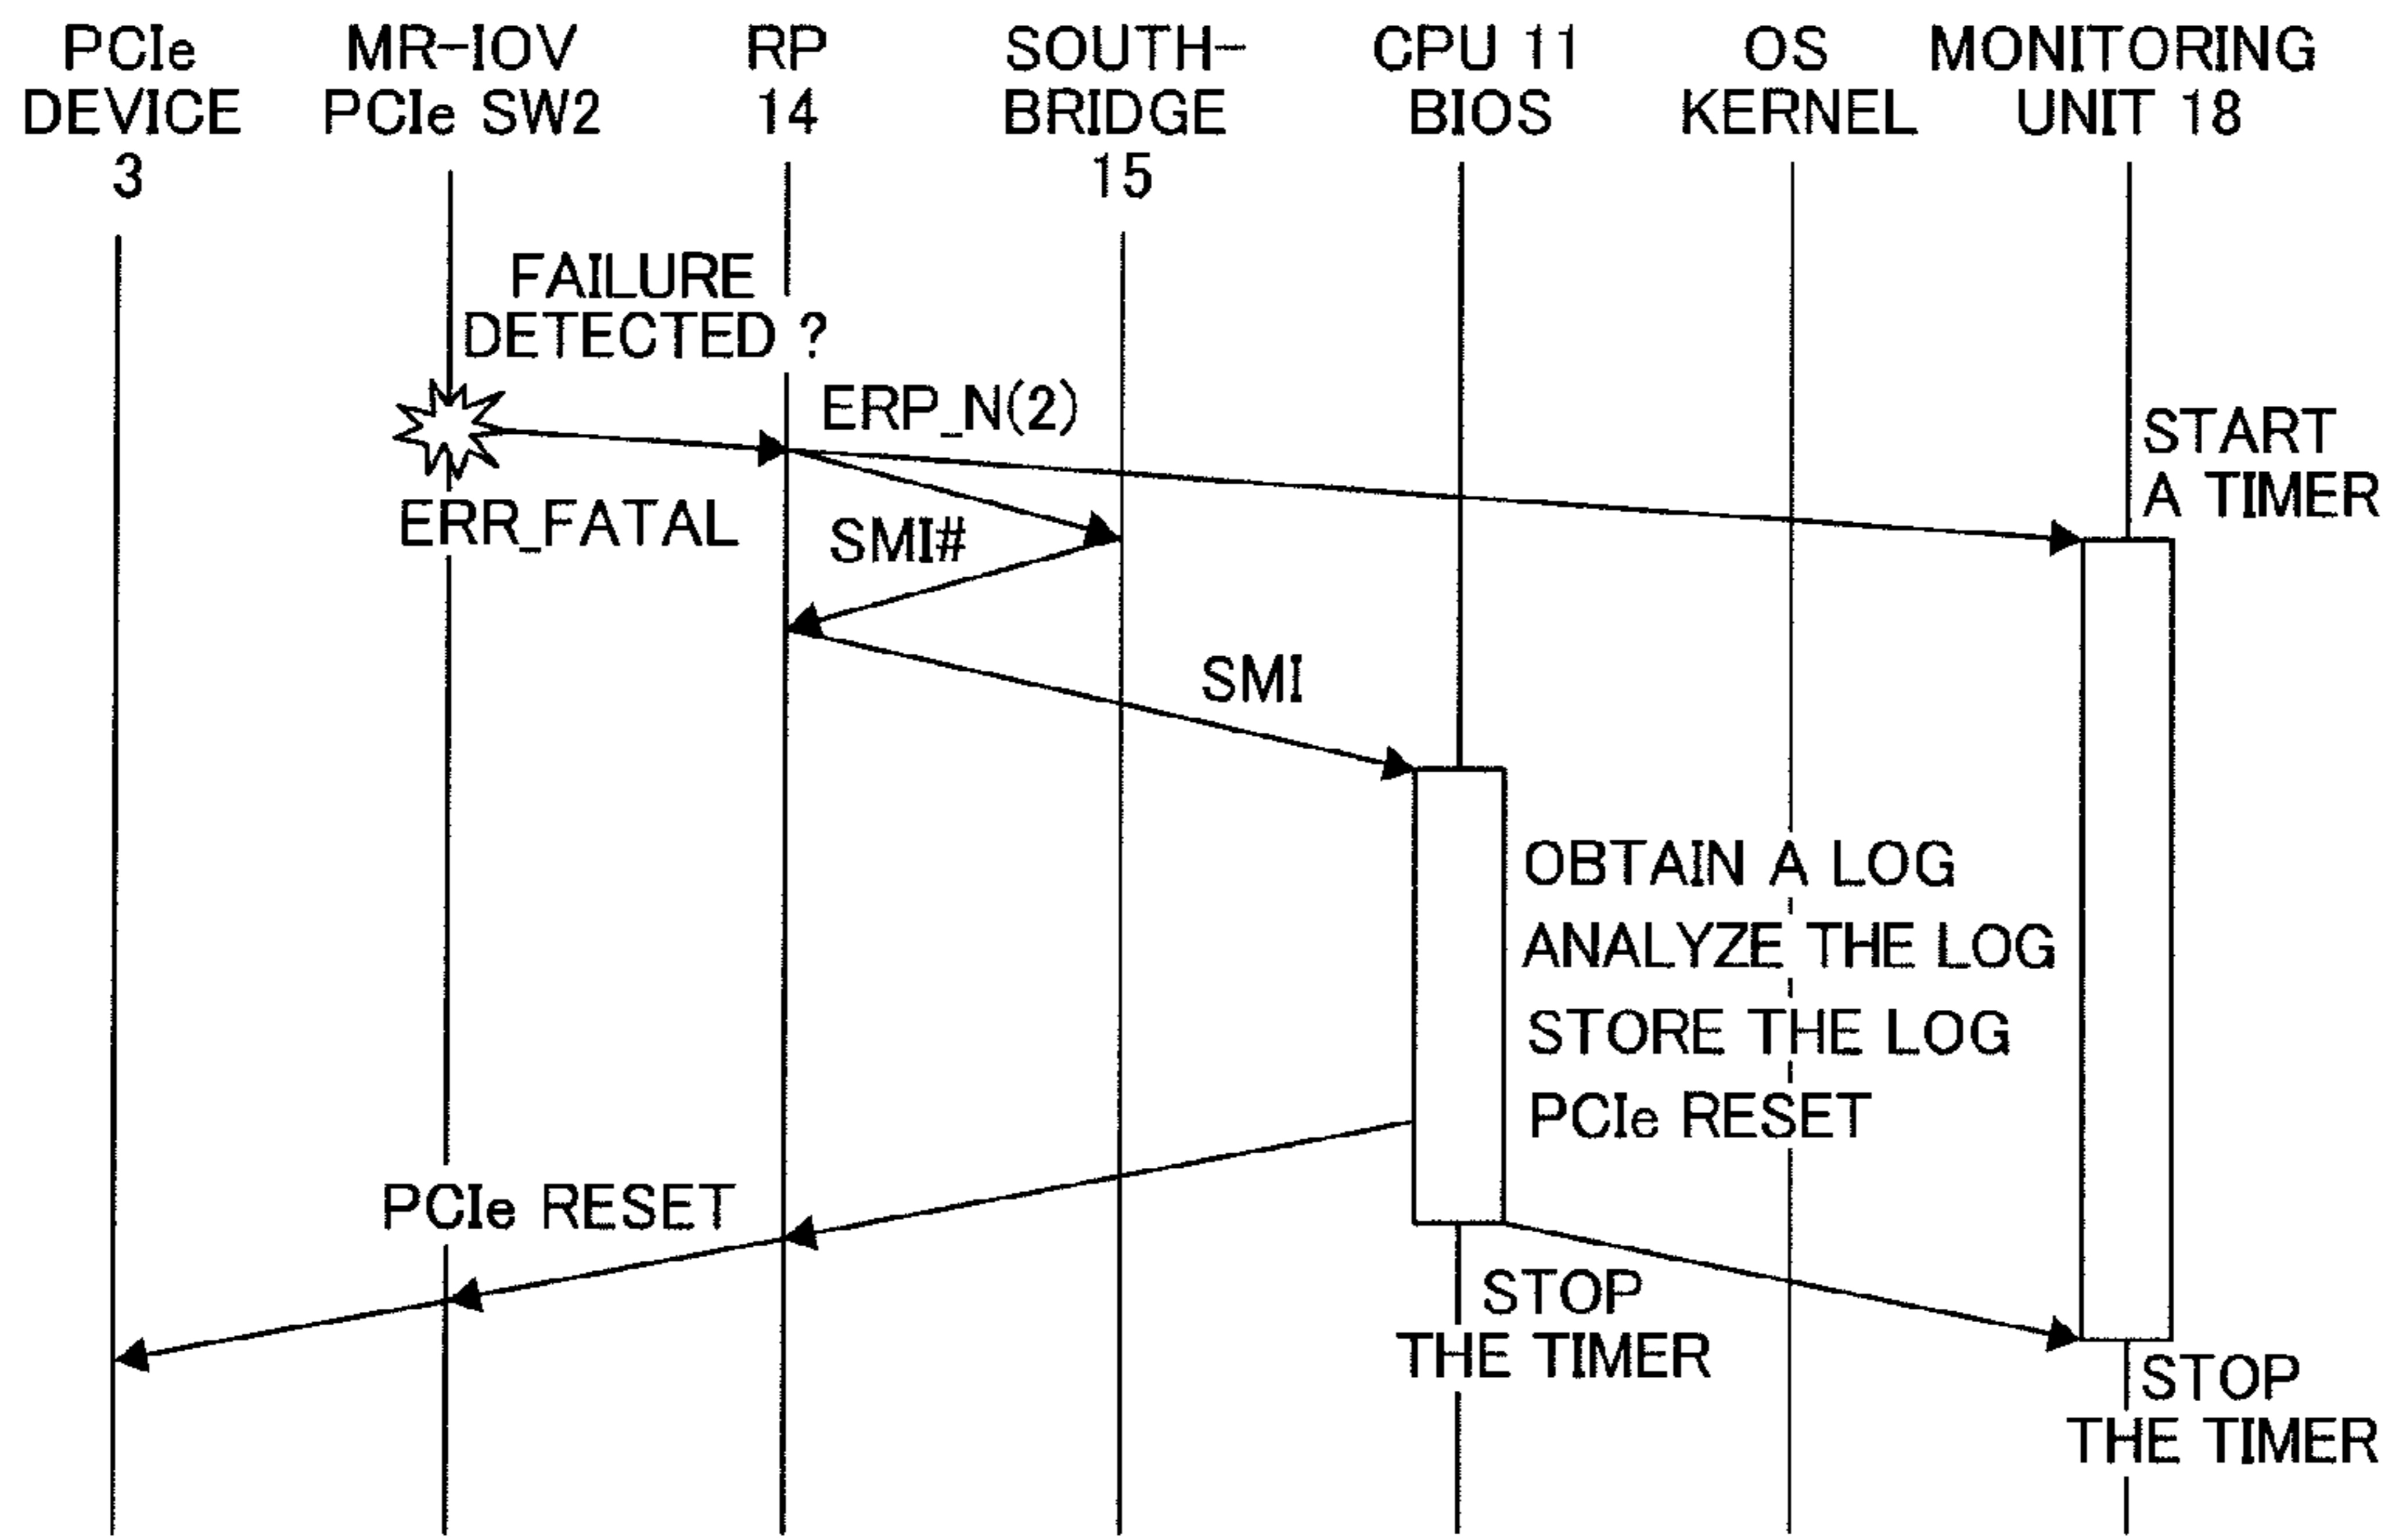 PCIe
DEVICE
3
MR-IOV
PCIe SW2
RP
14
SOUTH-
BRIDGE
15
CPU 11
BIOS
OS
KERNEL
MONITORING
UNIT 18
FAILURE
DETECTED ?
ERP_N(2)
START
A TIMER
ERR_FATAL
SMI#
SMI
OBTAIN A LOG
ANALYZE THE LOG
STORE THE LOG
PCIe RESET
PCIe RESET
STOP
THE TIMER
STOP
THE TIMER